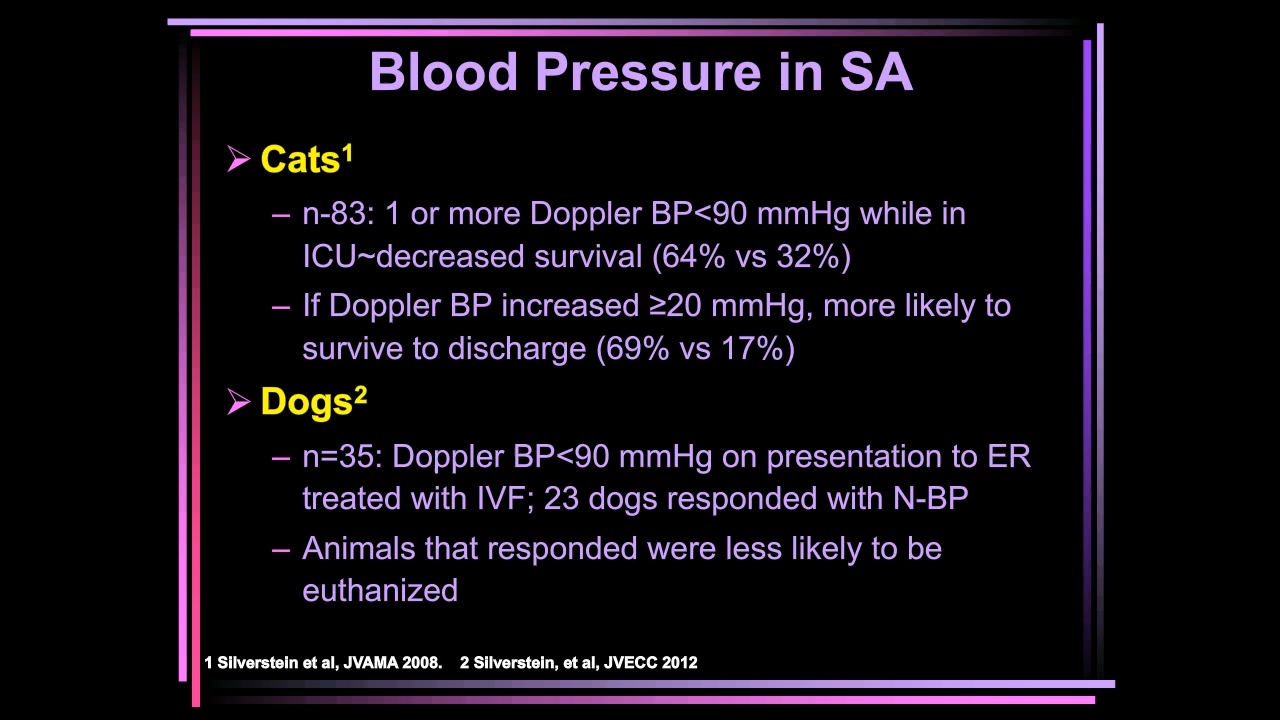 Blood Pressure in SA
➢ Cats¹
– n-83: 1 or more Doppler BP<90 mmHg while in
ICU~decreased survival (64% vs 32%)
– If Doppler BP increased ≥20 mmHg, more likely to
survive to discharge (69% vs 17%)
➢ Dogs²
– n=35: Doppler BP<90 mmHg on presentation to ER
treated with IVF; 23 dogs responded with N-BP
– Animals that responded were less likely to be
euthanized
1 Silverstein et al, JVAMA 2008. 2 Silverstein, et al, JVECC 2012